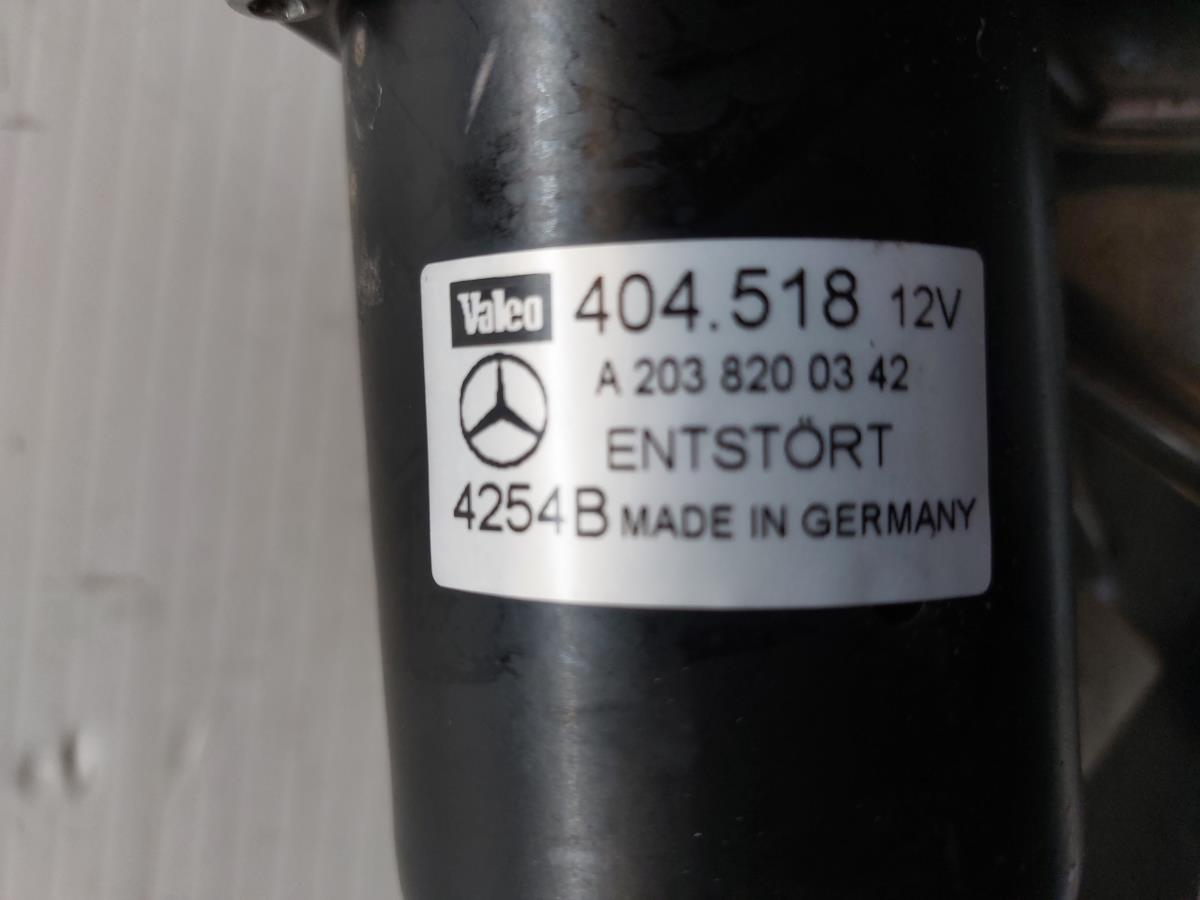 Valeo 404.518 12V
A 203 820 03 42
ENTSTÖRT
4254B MADE IN GERMANY